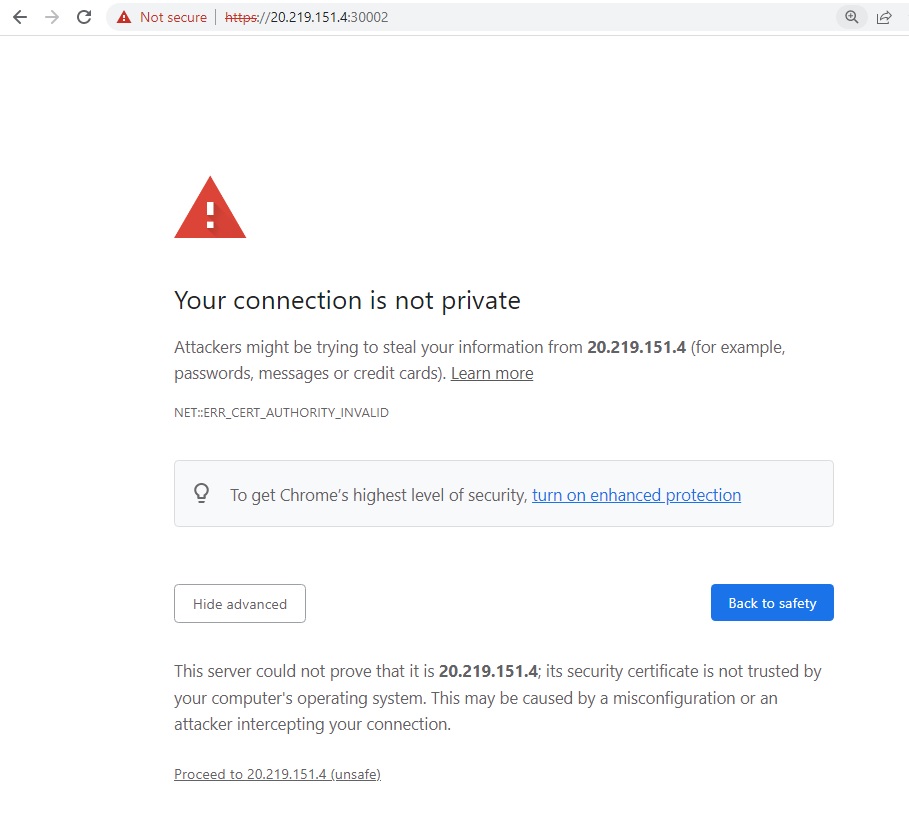 Not secure | https://20.219.151.4:30002
Your connection is not private
Attackers might be trying to steal your information from 20.219.151.4 (for example,
passwords, messages or credit cards). Learn more
NET::ERR_CERT_AUTHORITY_INVALID
To get Chrome's highest level of security, turn on enhanced protection
Hide advanced
Back to safety
This server could not prove that it is 20.219.151.4; its security certificate is not trusted by
your computer's operating system. This may be caused by a misconfiguration or an
attacker intercepting your connection.
Proceed to 20.219.151.4 (unsafe)